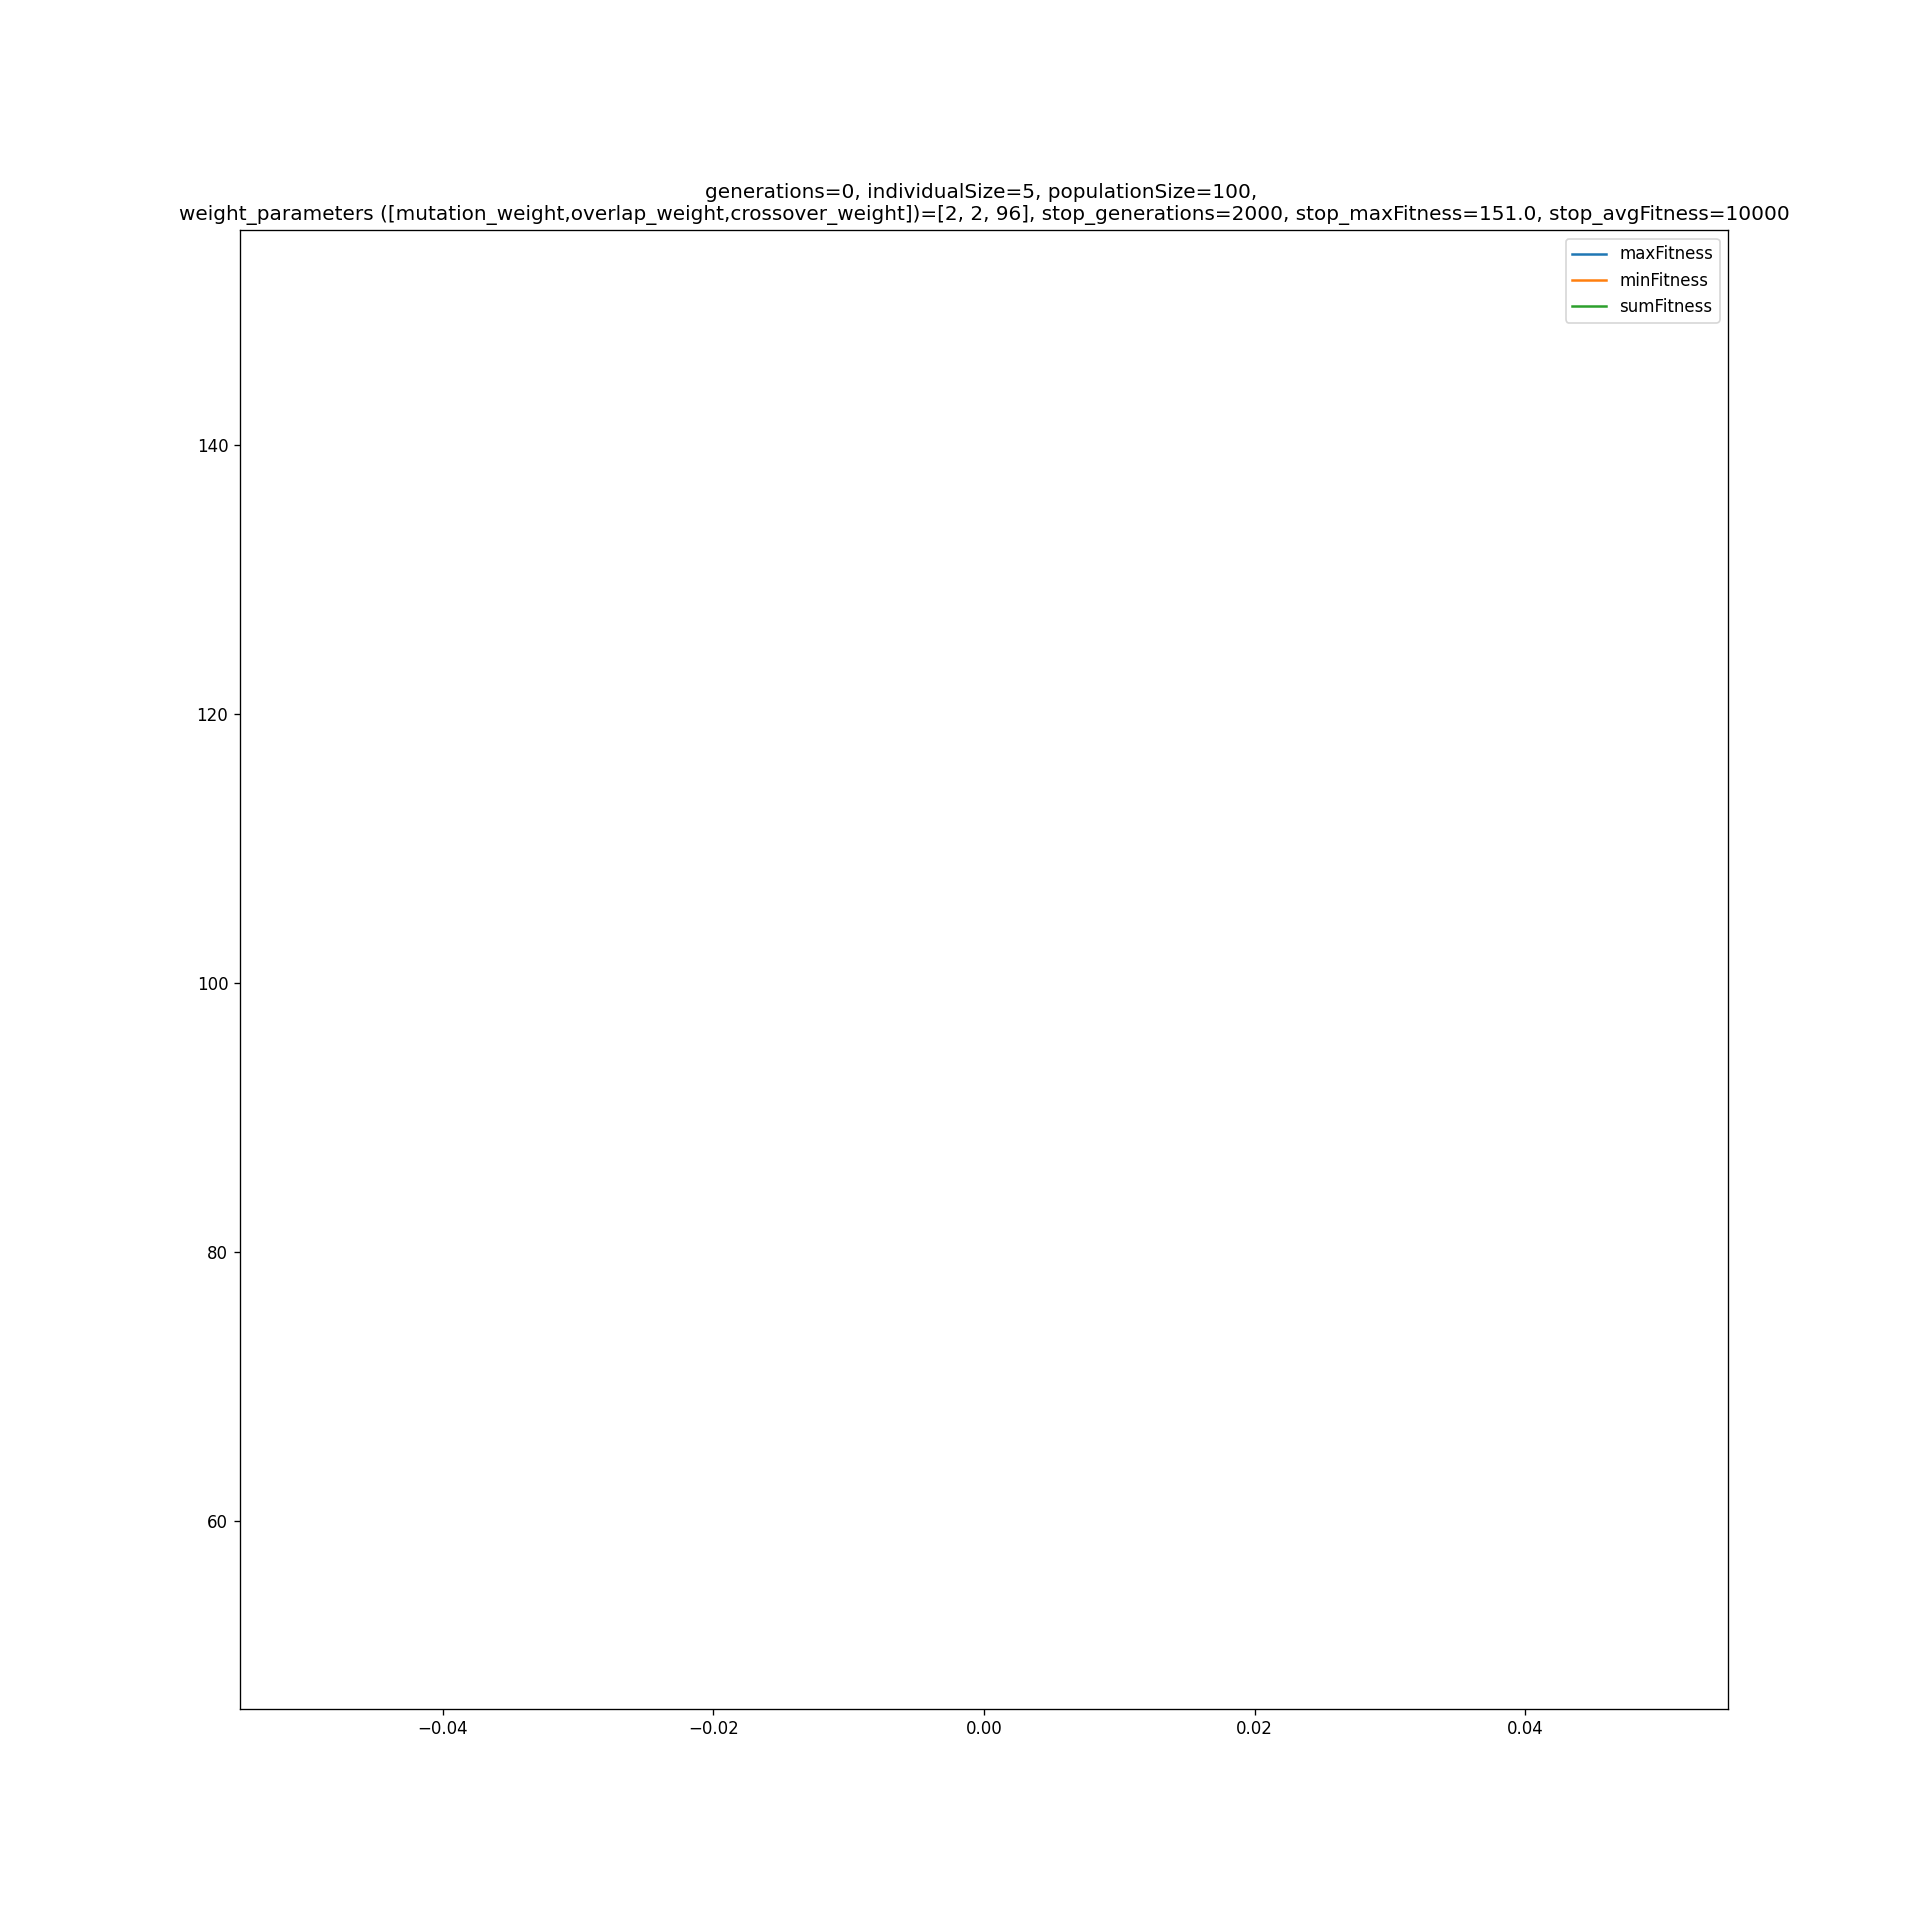 generations=0, individualSize=5, populationSize=100,
weight_parameters ([mutation_weight,overlap_weight,crossover_weight])=[2, 2, 96], stop_generations=2000, stop_maxFitness=151.0, stop_avgFitness=10000
maxFitness
minFitness
sumFitness
140
120
100
80
60
−0.04
−0.02
0.00
0.02
0.04